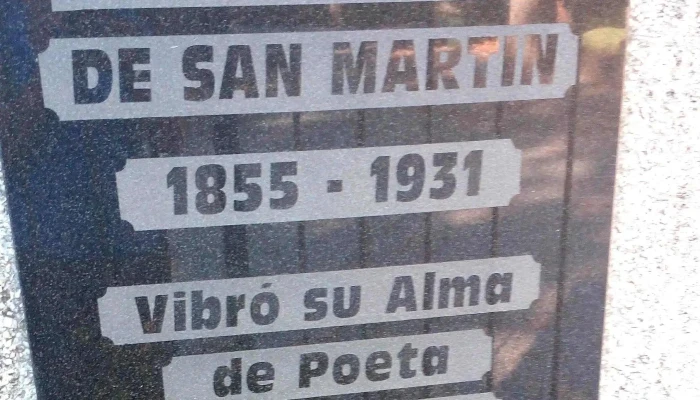 DE SAN MARTIN
1855 - 1931
Vibró su Alma
de Poeta